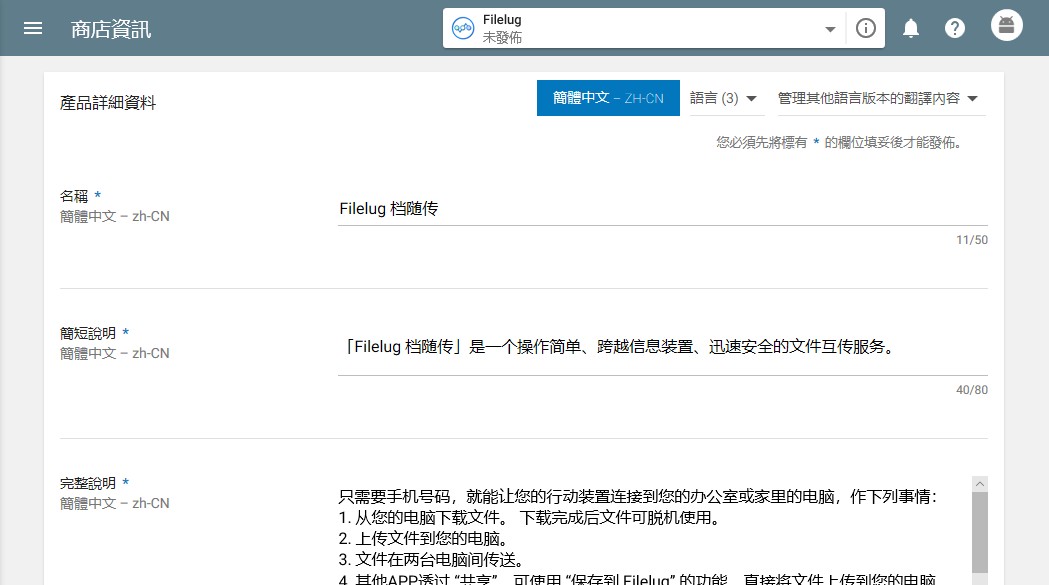 商店資訊
Filelug
未發佈
產品詳細資料
簡體中文 – ZH-CN
語言 (3)
管理其他語言版本的翻譯內容
您必須先將標有 * 的欄位填妥後才能發佈。
名稱 *
簡體中文 – zh-CN
Filelug 档随传
11/50
簡短說明 *
簡體中文 – zh-CN
「Filelug 档随传」是一个操作简单、跨越信息装置、迅速安全的文件互传服务。
40/80
完整說明 *
簡體中文 – zh-CN
只需要手机号码，就能让您的行动装置连接到您的办公室或家里的电脑，作下列事情：
1. 从您的电脑下载文件。 下载完成后文件可脱机使用。
2. 上传文件到您的电脑。
3. 文件在两台电脑间传送。
4. 其他APP透过 “共享”，可使用 “保存到 Filelug” 的功能，直接将文件上传到您的电脑